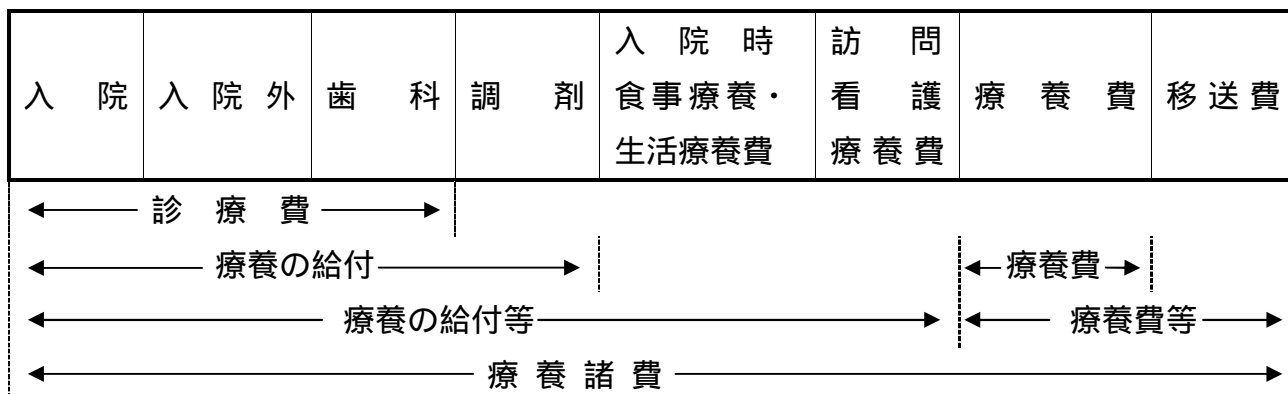 入院
入院外
歯科
調剤
入院時
食事療養・
生活療養費
訪問
看護
療養費
療養費
移送費
診療費
療養の給付
療養費
療養の給付等
療養費等
療養諸費